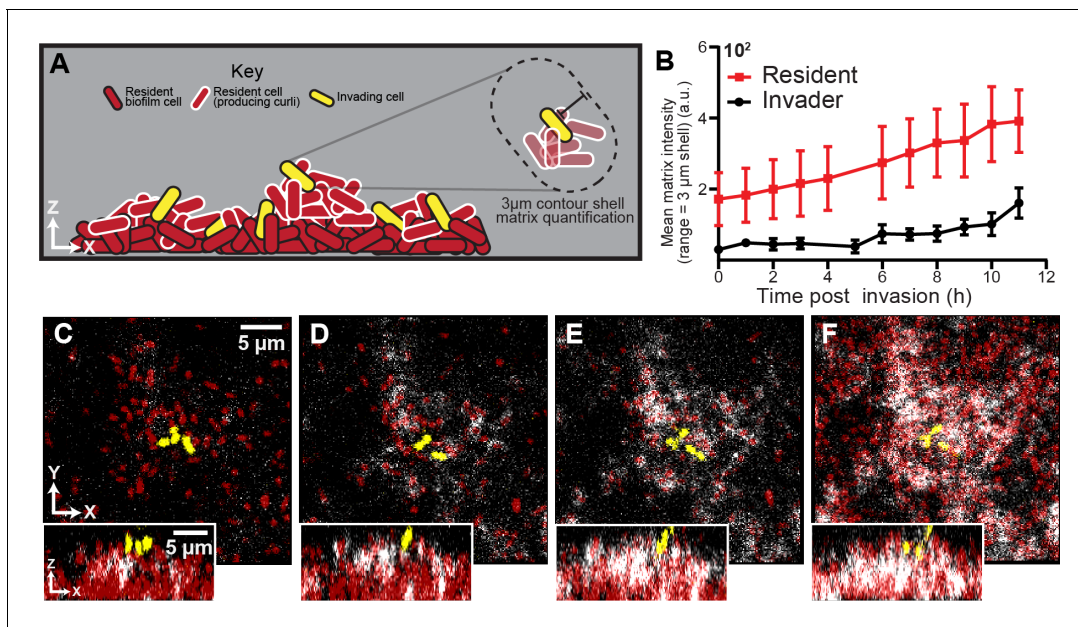 A
Key
Resident
biofilm cell
Resident cell
(producing curli)
Invading cell
3µm contour shell
matrix quantification
Z
X
B
6
10²
Resident
Invader
4
2
Mean matrix intensity
(range = 3 µm shell) (a.u.)
0
2
4
6
8
10
12
Time post invasion (h)
C
5 µm
Y
X
5 µm
Z
X
D
E
F